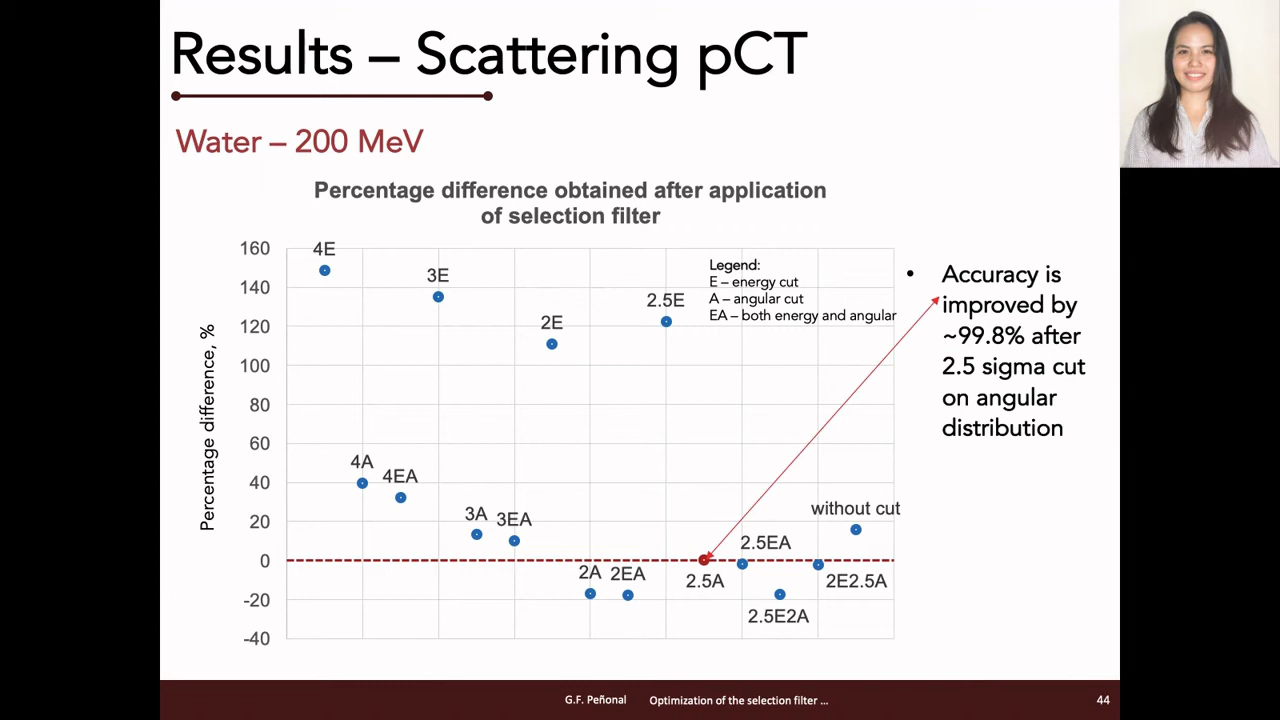 Results – Scattering pCT
Water – 200 MeV
Percentage difference obtained after application
of selection filter
Percentage difference, %
160
140
120
100
80
60
40
20
0
-20
-40
4E
3E
2E
2.5E
4A
4EA
3A
3EA
2A
2EA
2.5A
2.5EA
2.5E2A
2E2.5A
without cut
Legend:
E – energy cut
A – angular cut
EA – both energy and angular
• Accuracy is
improved by
~99.8% after
2.5 sigma cut
on angular
distribution
G.F. Peñonal Optimization of the selection filter ... 44